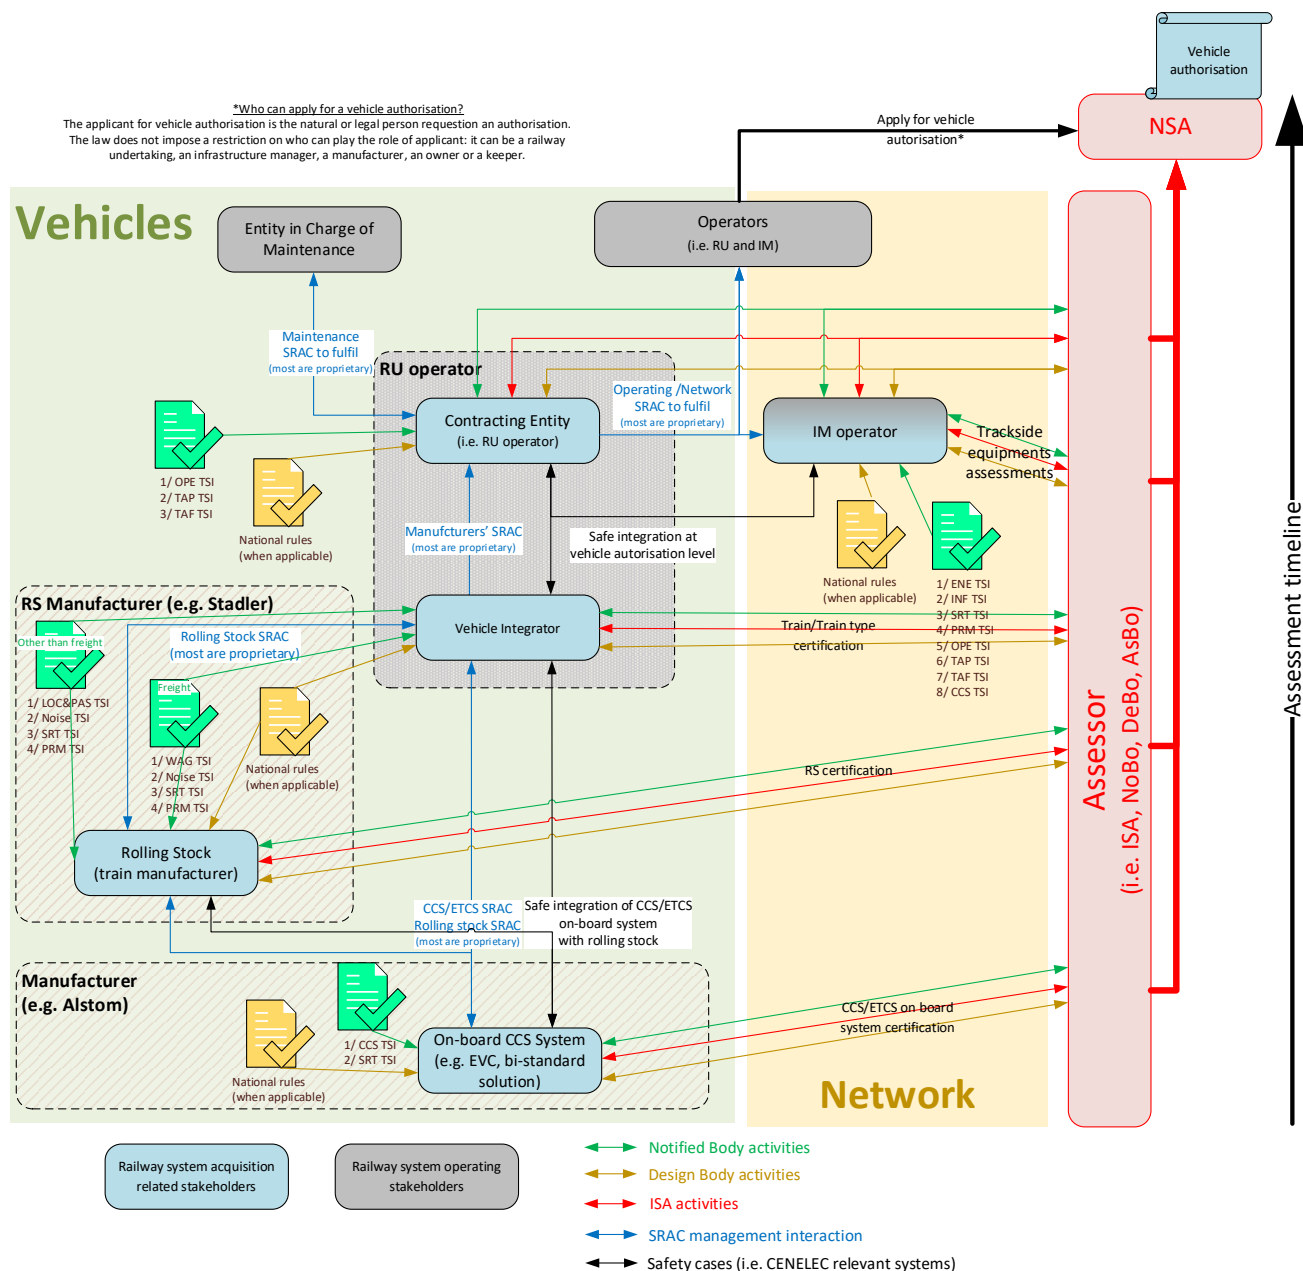 Vehicle
authorisation
*Who can apply for a vehicle authorisation?
The applicant for vehicle authorisation is the natural or legal person requestion an authorisation.
The law does not impose a restriction on who can play the role of applicant: it can be a railway
undertaking, an infrastructure manager, a manufacturer, an owner or a keeper.
Apply for vehicle
autorisation*
NSA
Vehicles
Entity in Charge of
Maintenance
Operators
(i.e. RU and IM)
Maintenance
SRAC to fulfil
(most are proprietary)
RU operator
Contracting Entity
(i.e. RU operator)
Operating /Network
SRAC to fulfil
(most are proprietary)
IM operator
Trackside
equipments
assessments
1/ OPE TSI
2/ TAP TSI
3/ TAF TSI
National rules
(when applicable)
Manufcturers' SRAC
(most are proprietary)
Safe integration at
vehicle autorisation level
National rules
(when applicable)
1/ ENE TSI
2/ INF TSI
3/ SRT TSI
4/ PRM TSI
5/ OPE TSI
6/ TAP TSI
7/ TAF TSI
8/ CCS TSI
RS Manufacturer (e.g. Stadler)
Other than freight
Rolling Stock SRAC
(most are proprietary)
Vehicle Integrator
Train/Train type
certification
Freight
1/ LOC&PAS TSI
2/ Noise TSI
3/ SRT TSI
4/ PRM TSI
1/ WAG TSI
2/ Noise TSI
3/ SRT TSI
4/ PRM TSI
National rules
(when applicable)
RS certification
Rolling Stock
(train manufacturer)
CCS/ETCS SRAC
Rolling stock SRAC
(most are proprietary)
Safe integration of CCS/ETCS
on-board system
with rolling stock
Manufacturer
(e.g. Alstom)
1/ CCS TSI
2/ SRT TSI
National rules
(when applicable)
On-board CCS System
(e.g. EVC, bi-standard
solution)
CCS/ETCS on board
system certification
Network
Assessor
(i.e. ISA, NoBo, DeBo, AsBo)
Assessment timeline
Railway system acquisition
related stakeholders
Railway system operating
stakeholders
Notified Body activities
Design Body activities
ISA activities
SRAC management interaction
Safety cases (i.e. CENELEC relevant systems)